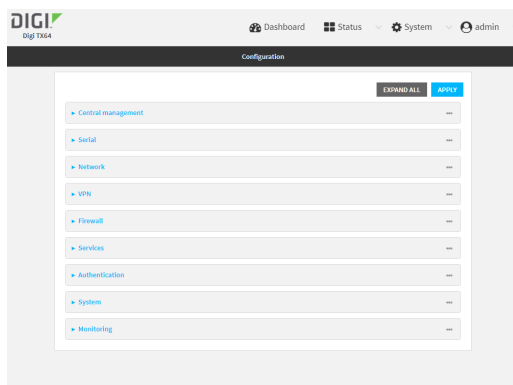 DIGI
Digi TX64
Dashboard
Status
System
admin
Configuration
EXPAND ALL
APPLY
Central management
Serial
Network
VPN
Firewall
Services
Authentication
System
Monitoring